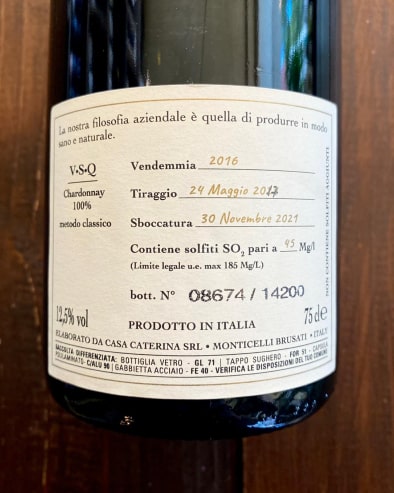 La nostra filosofia aziendale è quella di produrre in modo
sano e naturale.
V•S•Q
Chardonnay
100%
metodo classico
Vendemmia 2016
Tiraggio 24 Maggio 2017
Sboccatura 30 Novembre 2021
Contiene solfiti SO2 pari a 45 Mg/l
(Limite legale u.e. max 185 Mg/L)
bott. N° 08674 / 14200
NON CONTIENE SOLFITI AGGIUNTI
12,5% vol
PRODOTTO IN ITALIA
75 cl e
ELABORATO DA CASA CATERINA SRL • MONTICELLI BRUSATI • ITALY
RACCOLTA DIFFERENZIATA: BOTTIGLIA VETRO - GL 71 | TAPPO SUGHERO - FOR 51 - CAPSULA
POLILAMINATO- C/ALU 90 | GABBIETTA ACCIAIO - FE 40 - VERIFICA LE DISPOSIZIONI DEL TUO COMUNE